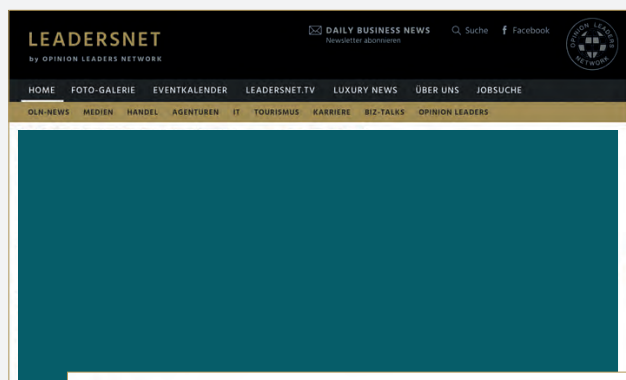 LEADERSNET
by OPINION LEADERS NETWORK
DAILY BUSINESS NEWS
Newsletter abonnieren
Suche
Facebook
OPINION LEADERS NETWORK
HOME FOTO-GALERIE EVENTKALENDER LEADERSNET.TV LUXURY NEWS ÜBER UNS JOBSUCHE
OLN-NEWS MEDIEN HANDEL AGENTUREN IT TOURISMUS KARRIERE BIZ-TALKS OPINION LEADERS